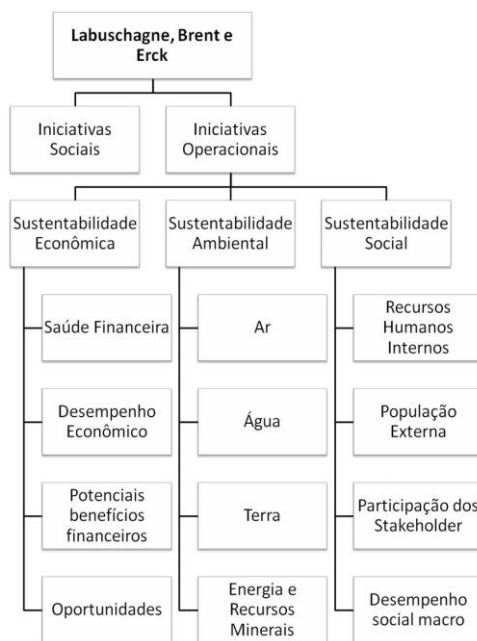 Labuschagne, Brent e
Erck
Iniciativas
Sociais
Iniciativas
Operacionais
Sustentabilidade
Econômica
Sustentabilidade
Ambiental
Sustentabilidade
Social
Saúde Financeira
Ar
Recursos
Humanos
Internos
Desempenho
Econômico
Água
População
Externa
Potenciais
benefícios
financeiros
Terra
Participação dos
Stakeholder
Oportunidades
Energia e
Recursos
Minerais
Desempenho
social macro